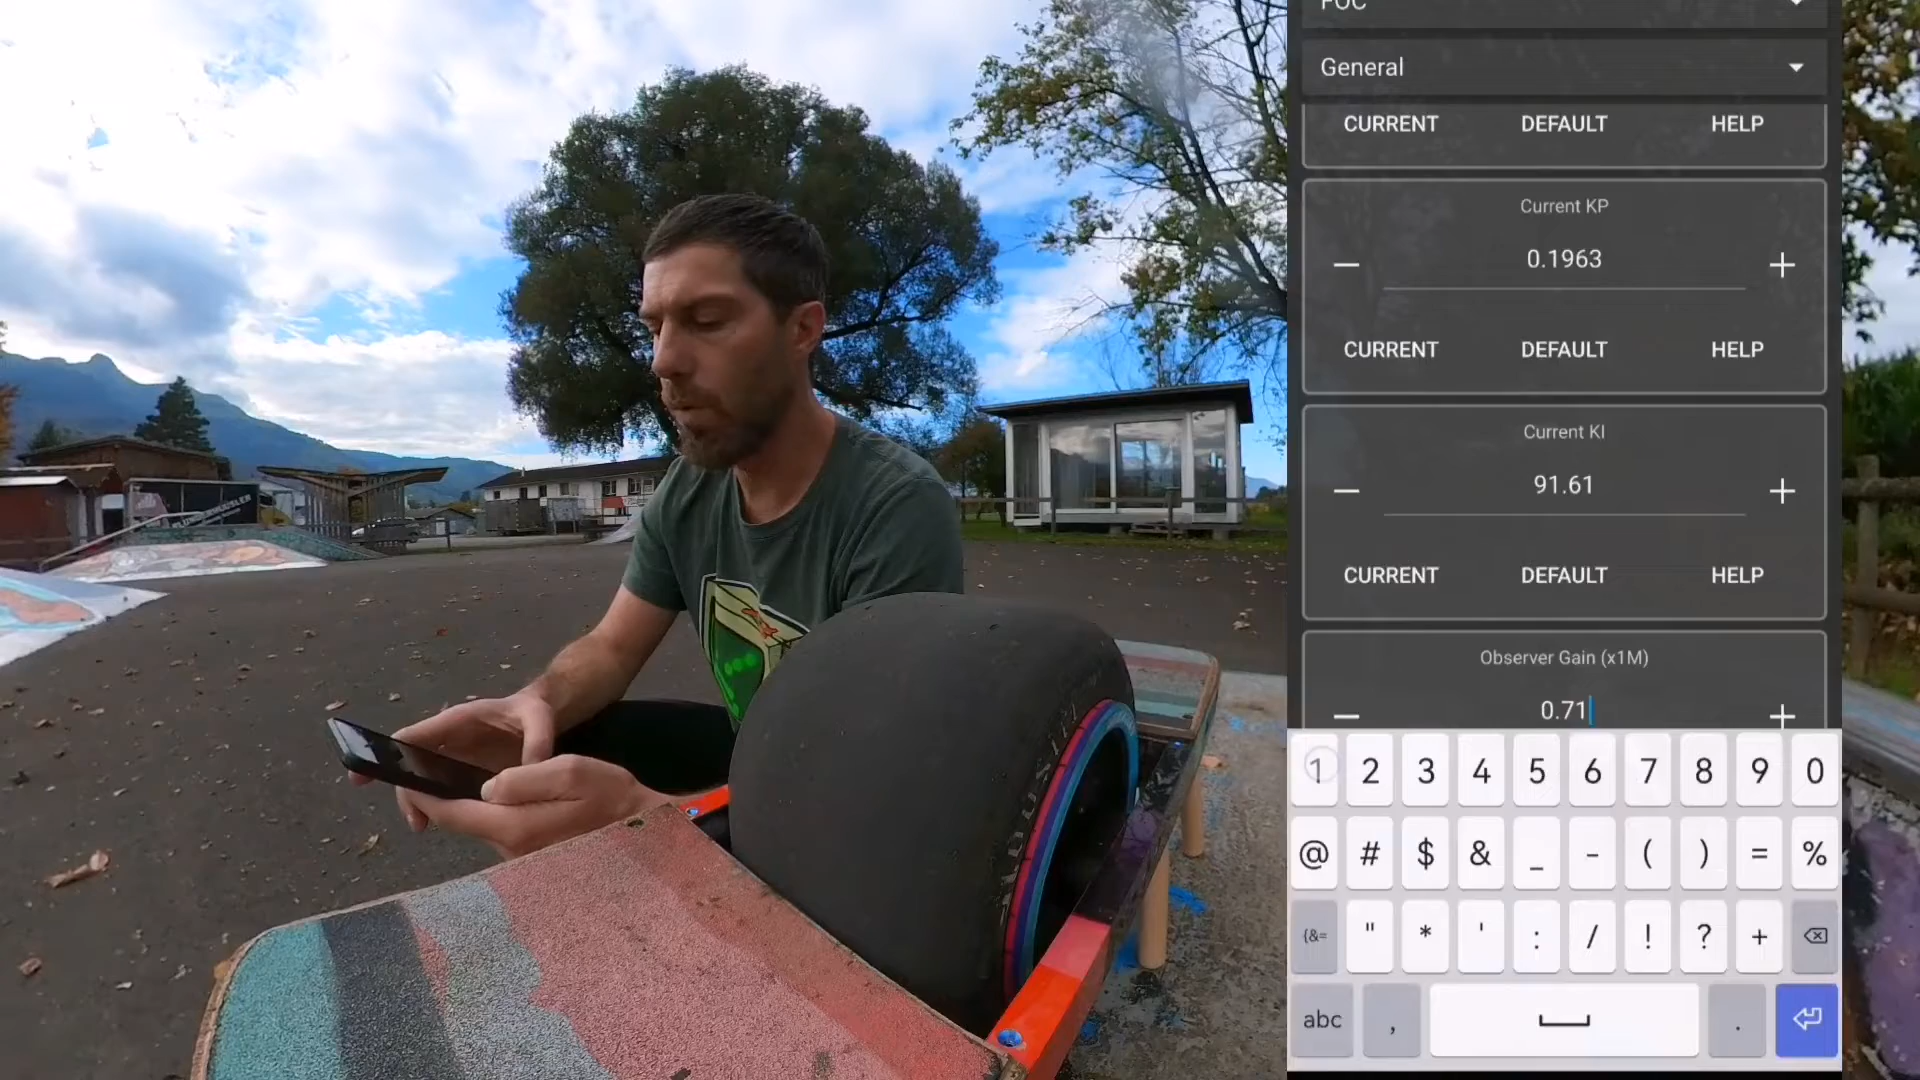 FOC
General
CURRENT DEFAULT HELP
Current KP
— 0.1963 +
CURRENT DEFAULT HELP
Current KI
— 91.61 +
CURRENT DEFAULT HELP
Observer Gain (x1M)
— 0.71 +
1 2 3 4 5 6 7 8 9 0
@ # $ & _ - ( ) = %
{&= " * ' : / ! ? +
abc , .